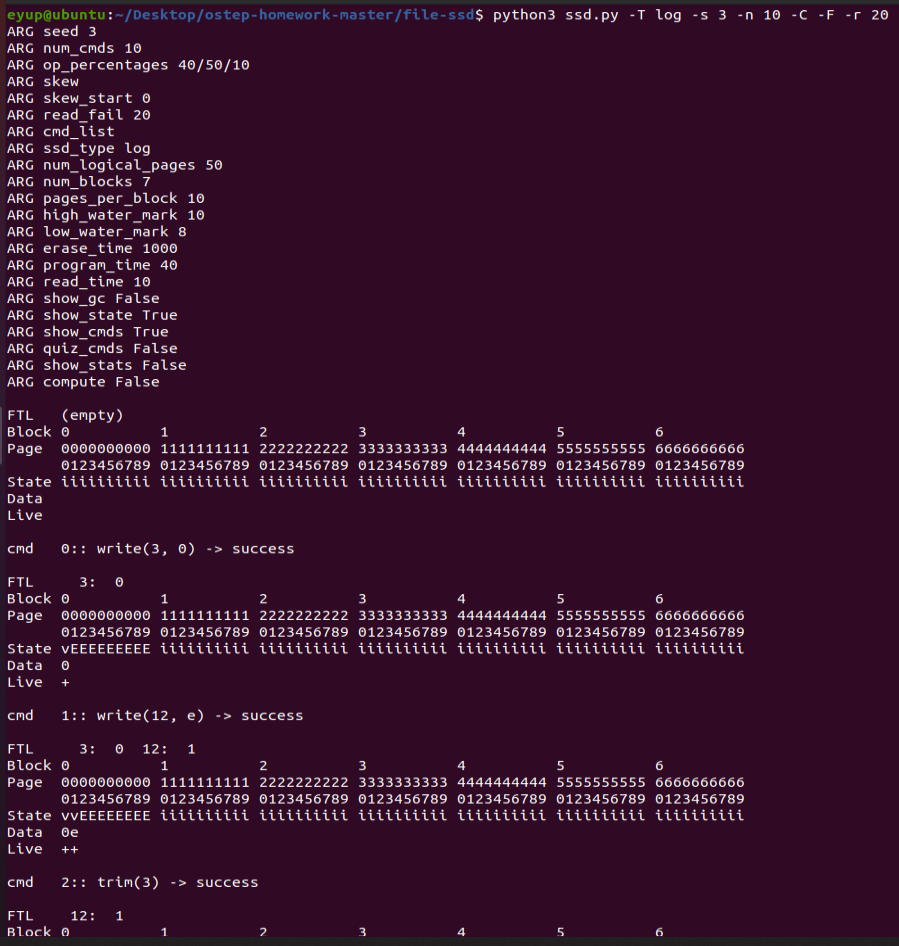 eyup@ubuntu:~/Desktop/ostep-homework-master/file-ssd$ python3 ssd.py -T log -s 3 -n 10 -C -F -r 20
ARG seed 3
ARG num_cmds 10
ARG op_percentages 40/50/10
ARG skew
ARG skew_start 0
ARG read_fail 20
ARG cmd_list
ARG ssd_type log
ARG num_logical_pages 50
ARG num_blocks 7
ARG pages_per_block 10
ARG high_water_mark 10
ARG low_water_mark 8
ARG erase_time 1000
ARG program_time 40
ARG read_time 10
ARG show_gc False
ARG show_state True
ARG show_cmds True
ARG quiz_cmds False
ARG show_stats False
ARG compute False

FTL   (empty)
Block 0          1          2          3          4          5          6
Page  0000000000 1111111111 2222222222 3333333333 4444444444 5555555555 6666666666
      0123456789 0123456789 0123456789 0123456789 0123456789 0123456789 0123456789
State iiiiiiiiii iiiiiiiiii iiiiiiiiii iiiiiiiiii iiiiiiiiii iiiiiiiiii iiiiiiiiii
Data
Live

cmd   0:: write(3, 0) -> success

FTL     3:  0
Block 0          1          2          3          4          5          6
Page  0000000000 1111111111 2222222222 3333333333 4444444444 5555555555 6666666666
      0123456789 0123456789 0123456789 0123456789 0123456789 0123456789 0123456789
State vEEEEEEEEE iiiiiiiiii iiiiiiiiii iiiiiiiiii iiiiiiiiii iiiiiiiiii iiiiiiiiii
Data  0
Live  +

cmd   1:: write(12, e) -> success

FTL     3:  0  12:  1
Block 0          1          2          3          4          5          6
Page  0000000000 1111111111 2222222222 3333333333 4444444444 5555555555 6666666666
      0123456789 0123456789 0123456789 0123456789 0123456789 0123456789 0123456789
State vvEEEEEEEE iiiiiiiiii iiiiiiiiii iiiiiiiiii iiiiiiiiii iiiiiiiiii iiiiiiiiii
Data  0e
Live  ++

cmd   2:: trim(3) -> success

FTL    12:  1
Block 0          1          2          3          4          5          6